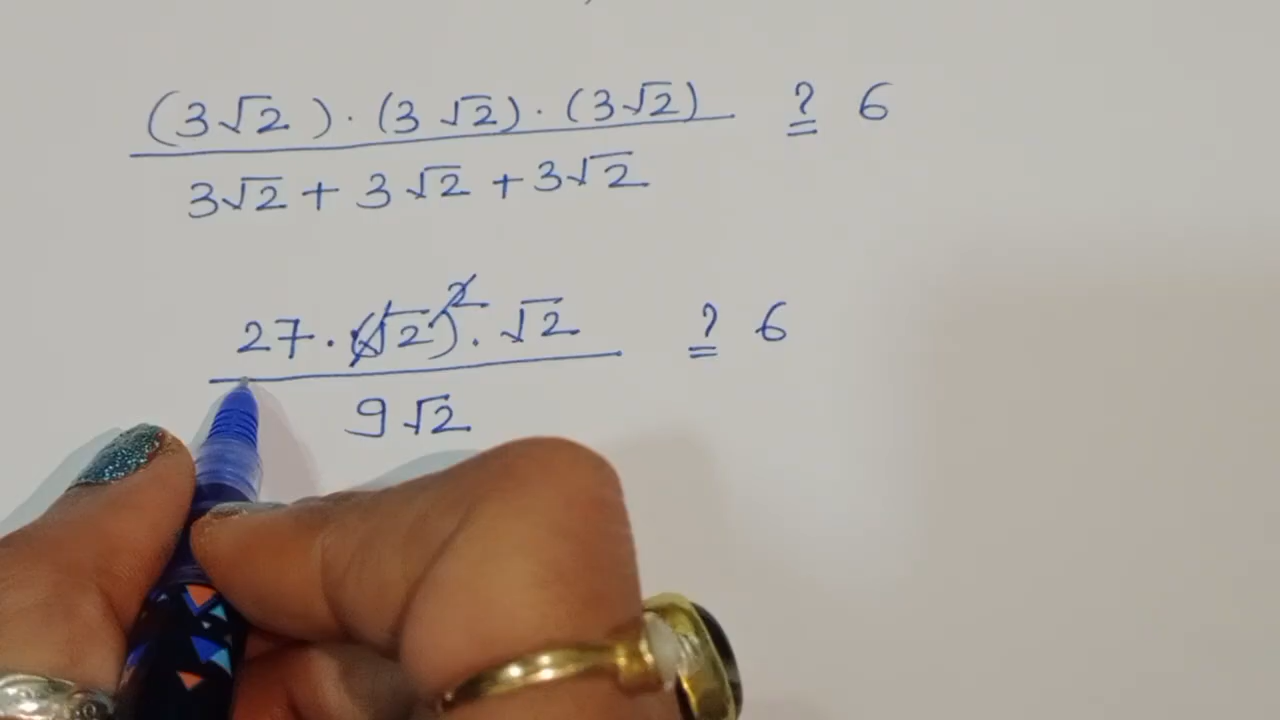 (3√2) · (3√2) · (3√2) ≟ 6
3√2 + 3√2 + 3√2
27 · (√2)² · √2 ≟ 6
9√2